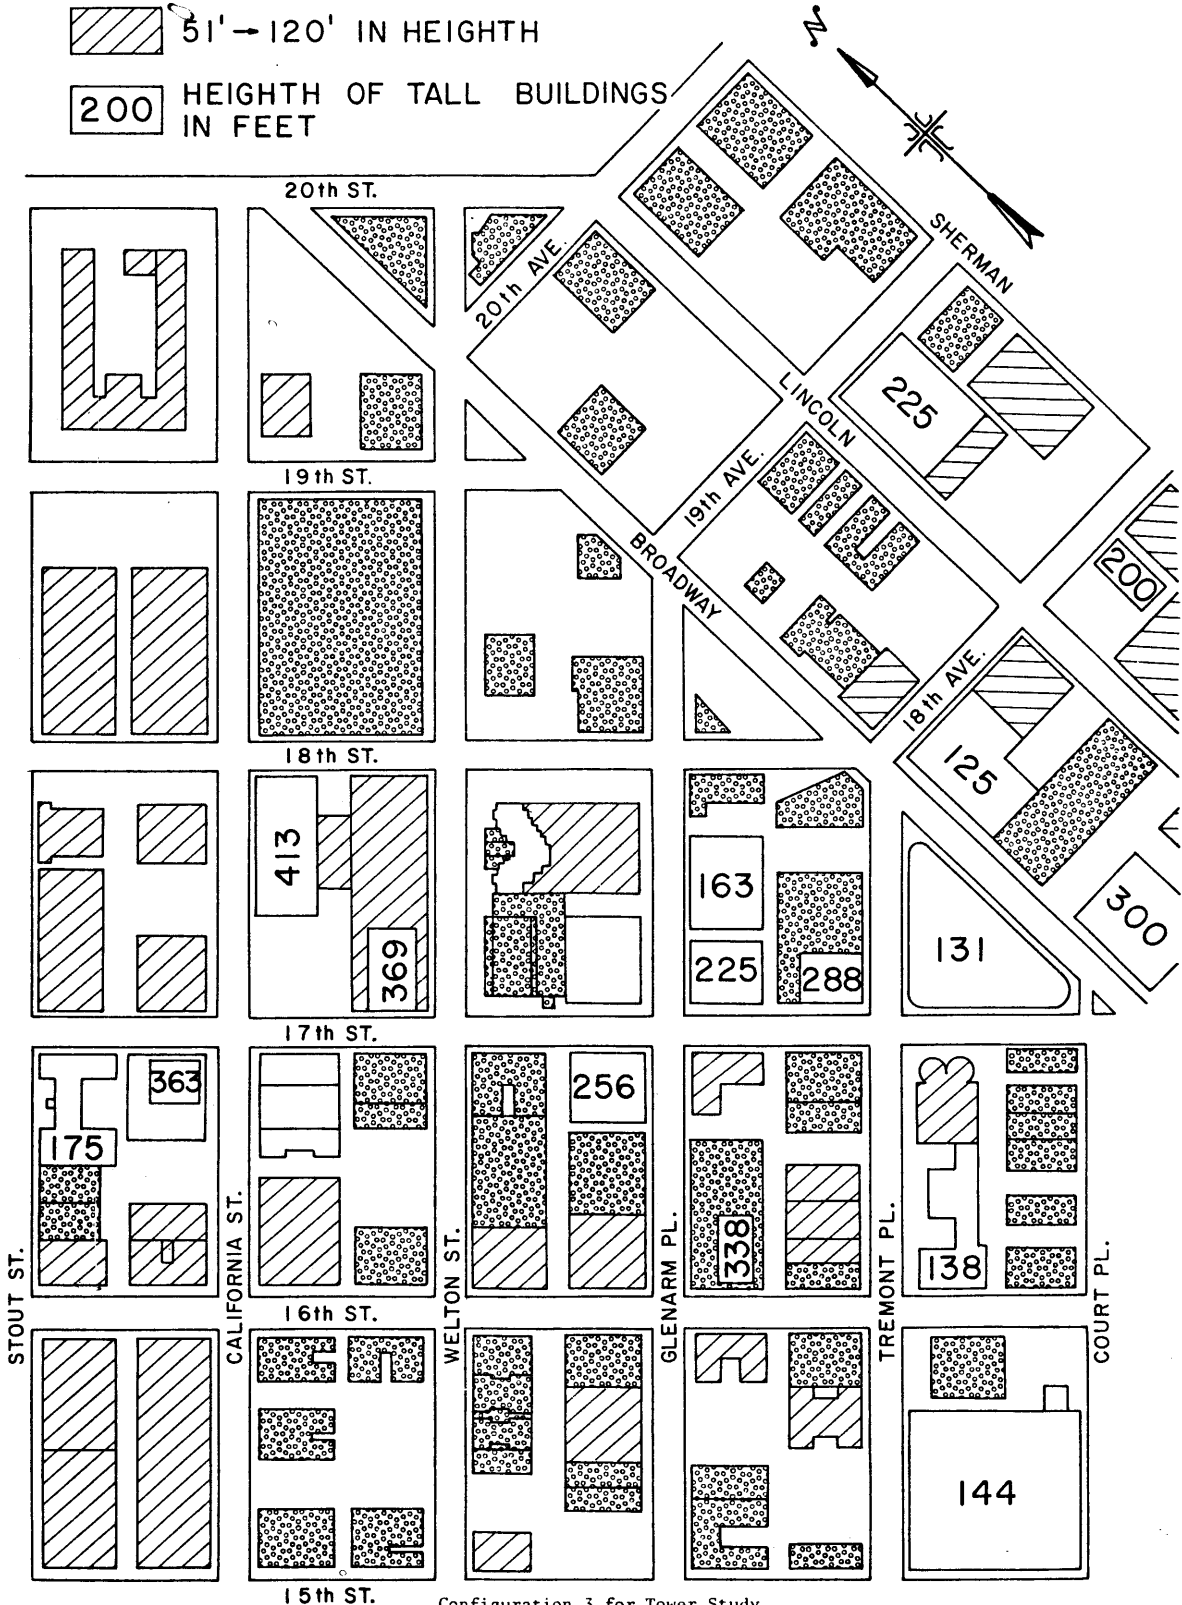 51'→120' IN HEIGHTH
200 HEIGHTH OF TALL BUILDINGS
IN FEET
N
20th ST.
20th AVE.
SHERMAN
LINCOLN
225
19th ST.
19th AVE.
BROADWAY
200
18th ST.
18th AVE.
125
413
369
163
225
288
131
300
17th ST.
175
363
256
338
138
STOUT ST.
CALIFORNIA ST.
WELTON ST.
GLENARM PL.
TREMONT PL.
COURT PL.
16th ST.
144
15th ST.
Configuration 3 for Tower Study